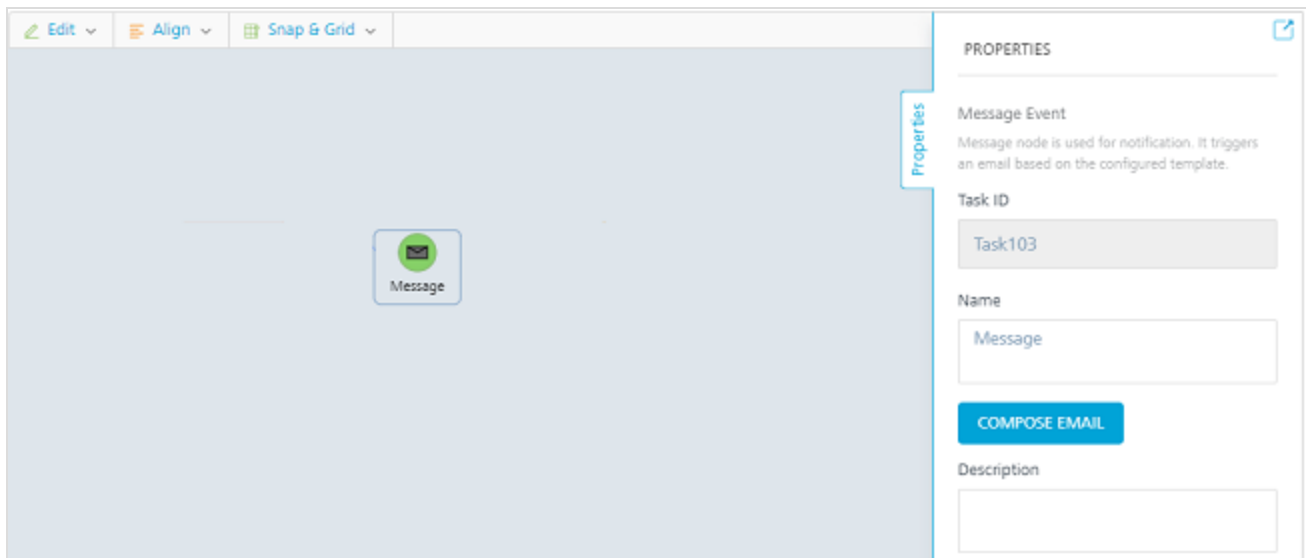 Edit
Align
Snap & Grid
Message
Properties
PROPERTIES
Message Event
Message node is used for notification. It triggers
an email based on the configured template.
Task ID
Task103
Name
Message
COMPOSE EMAIL
Description